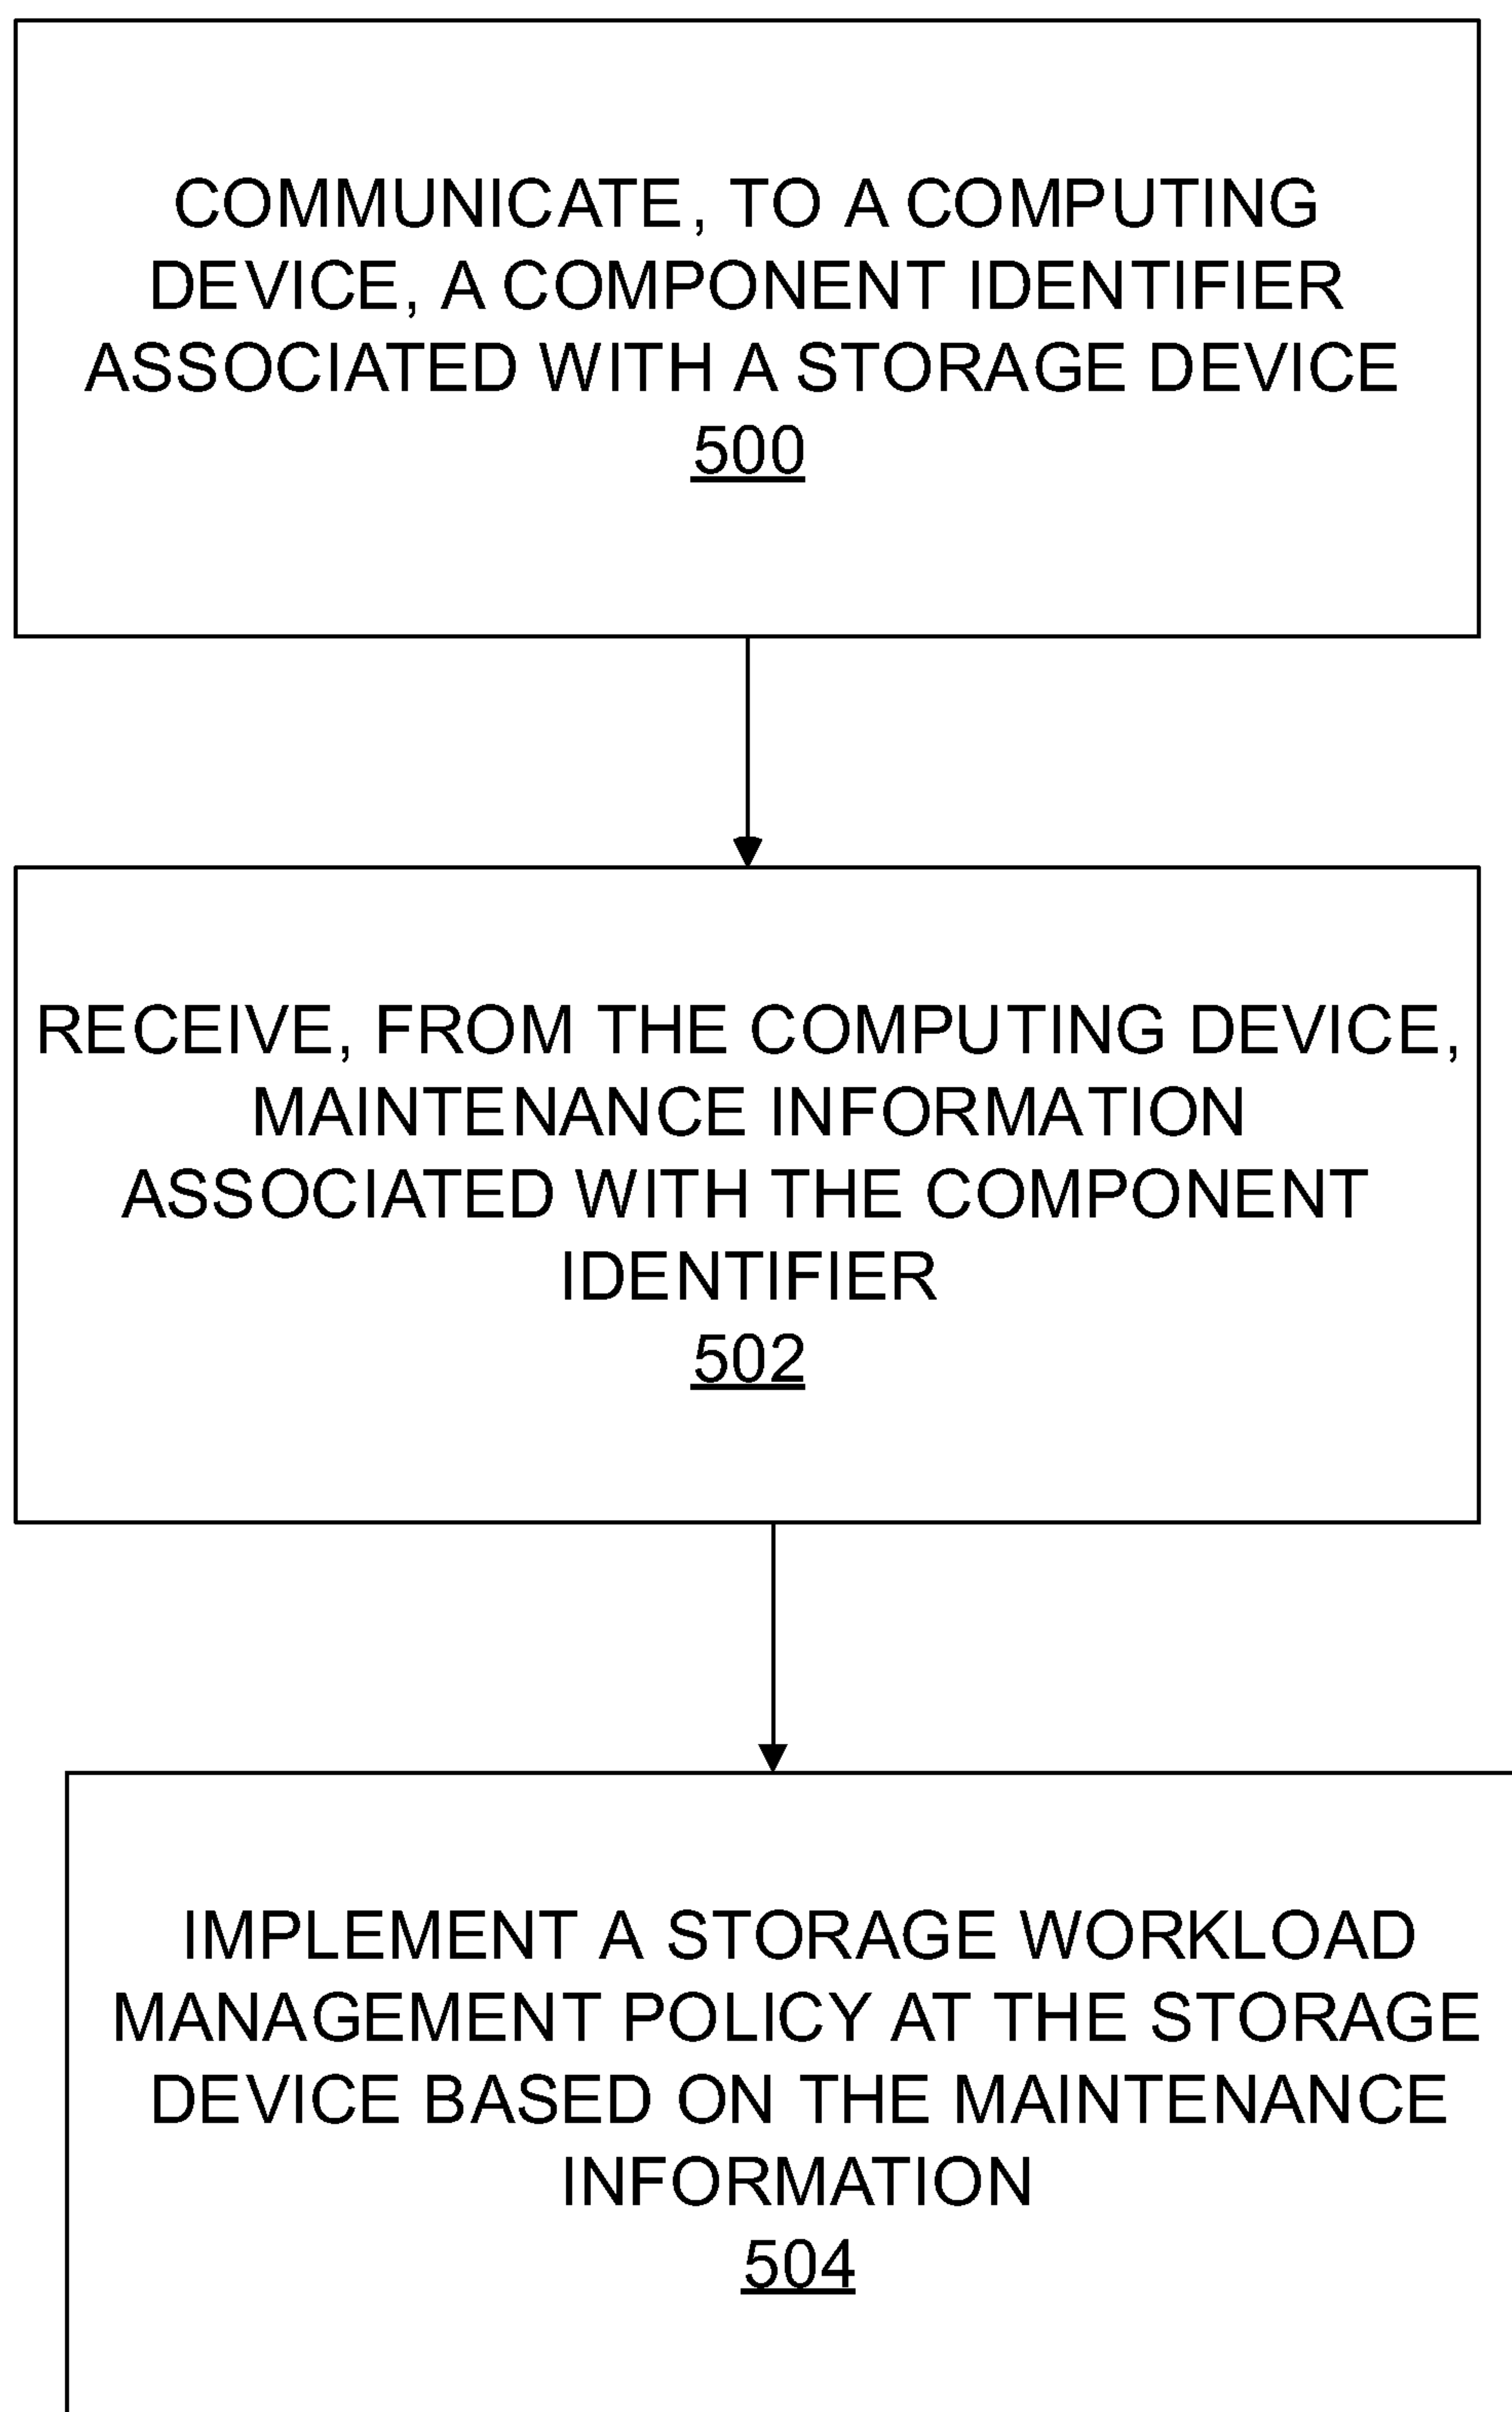 COMMUNICATE, TO A COMPUTING
DEVICE, A COMPONENT IDENTIFIER
ASSOCIATED WITH A STORAGE DEVICE
500
RECEIVE, FROM THE COMPUTING DEVICE,
MAINTENANCE INFORMATION
ASSOCIATED WITH THE COMPONENT
IDENTIFIER
502
IMPLEMENT A STORAGE WORKLOAD
MANAGEMENT POLICY AT THE STORAGE
DEVICE BASED ON THE MAINTENANCE
INFORMATION
504